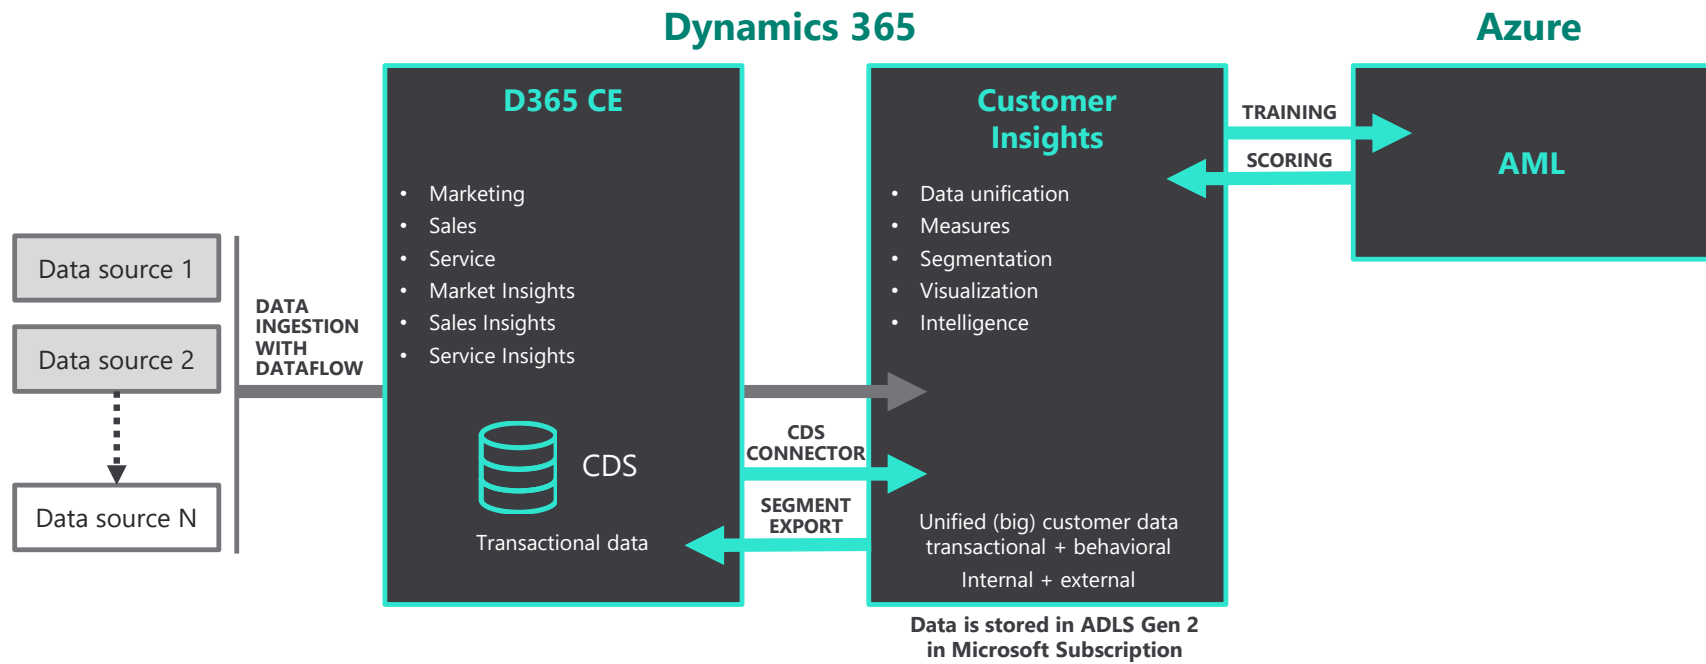 Dynamics 365
Azure
Data source 1
Data source 2
Data source N
DATA
INGESTION
WITH
DATAFLOW
D365 CE
• Marketing
• Sales
• Service
• Market Insights
• Sales Insights
• Service Insights
CDS
Transactional data
CDS
CONNECTOR
SEGMENT
EXPORT
Customer
Insights
• Data unification
• Measures
• Segmentation
• Visualization
• Intelligence
Unified (big) customer data
transactional + behavioral
Internal + external
Data is stored in ADLS Gen 2
in Microsoft Subscription
TRAINING
SCORING
AML